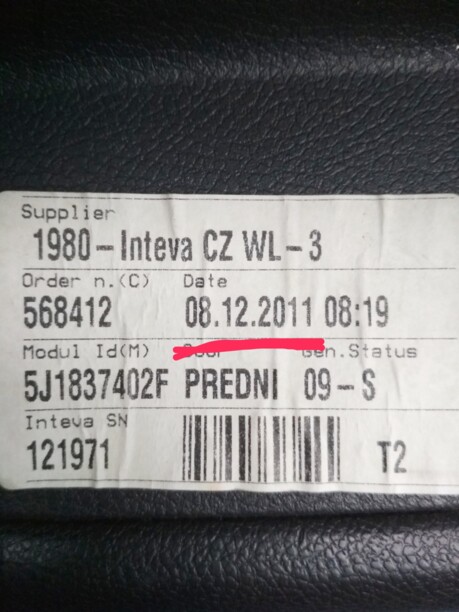 Supplier
1980-Inteva CZ WL-3
Order n.(C) Date
568412 08.12.2011 08:19
Modul Id(M) Gen.Status
5J1837402F PREDNI 09-S
Inteva SN
121971 T2